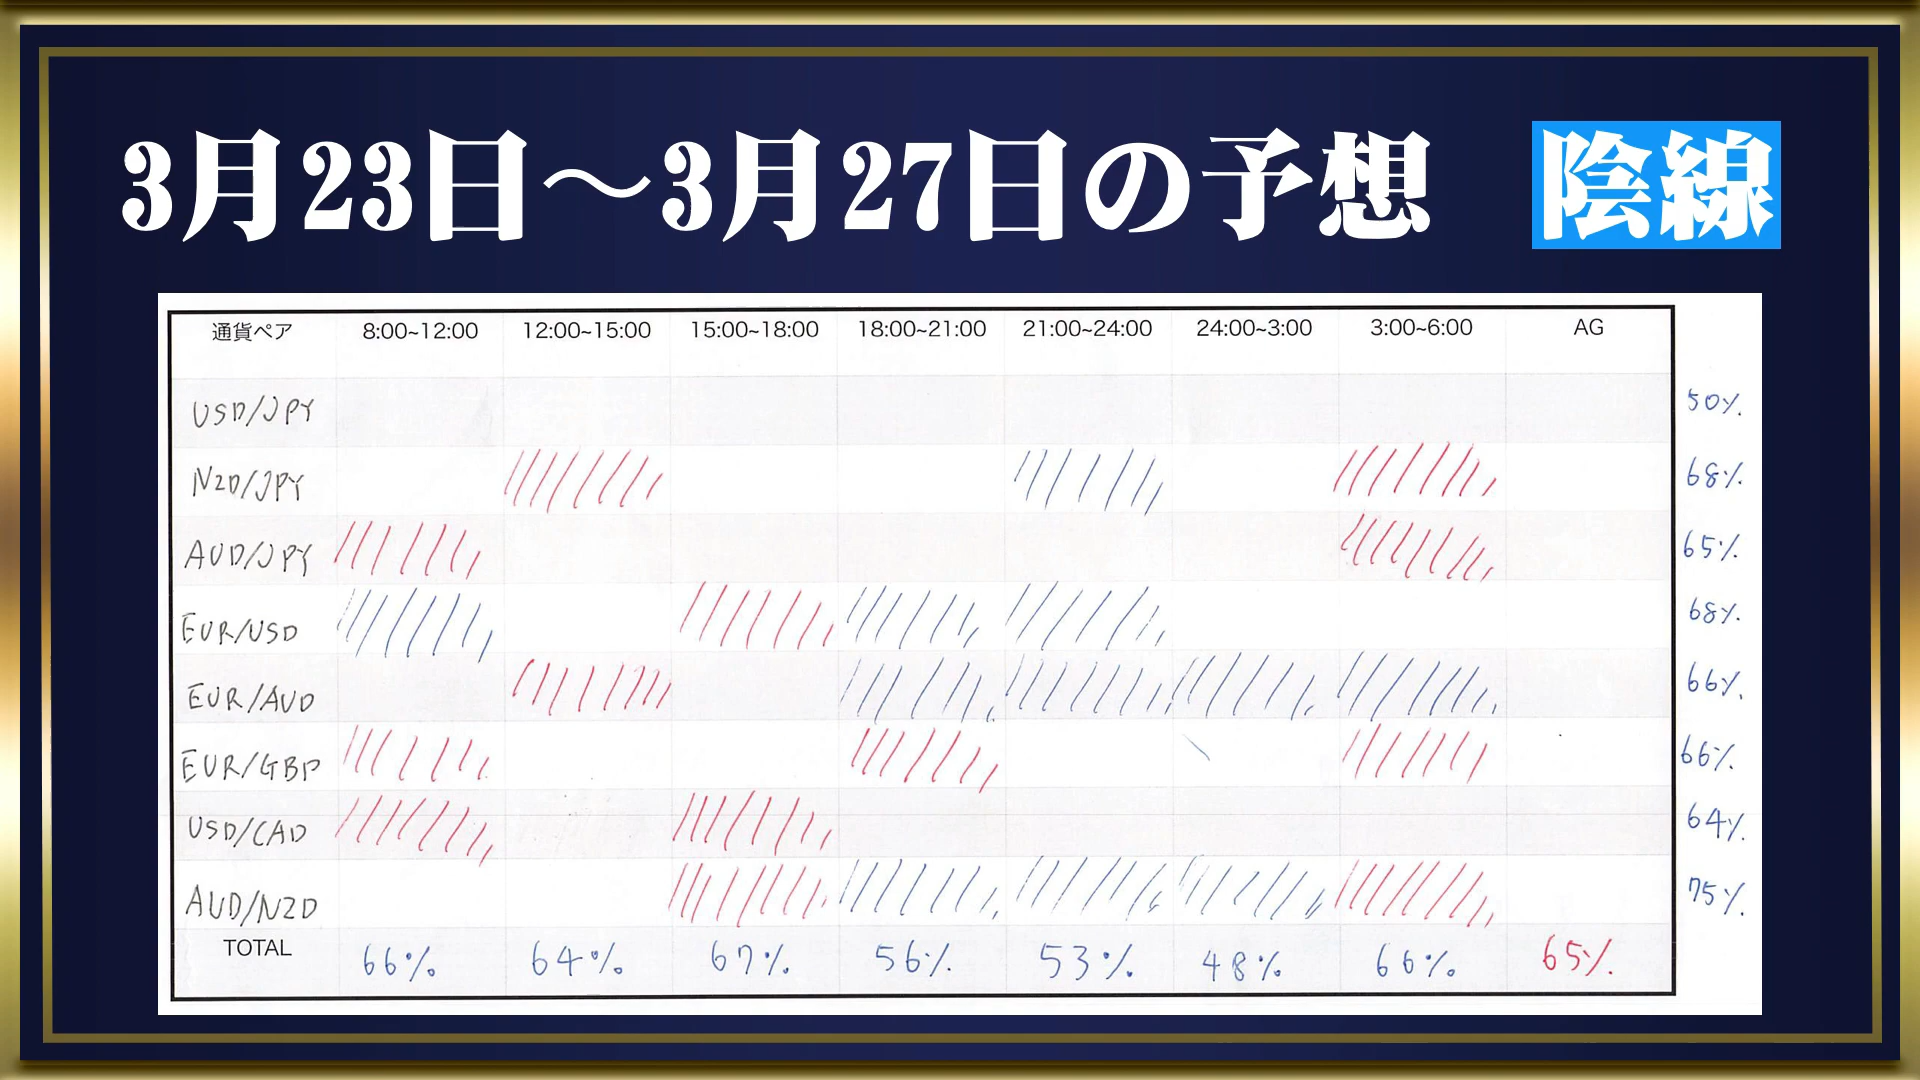 3月23日～3月27日の予想 陰線
通貨ペア 8:00~12:00 12:00~15:00 15:00~18:00 18:00~21:00 21:00~24:00 24:00~3:00 3:00~6:00 AG
USD/JPY 50%
NZD/JPY 68%
AUD/JPY 65%
EUR/USD 68%
EUR/AUD 66%
EUR/GBP 66%
USD/CAD 64%
AUD/NZD 75%
TOTAL 66% 64% 67% 56% 53% 48% 66% 65%